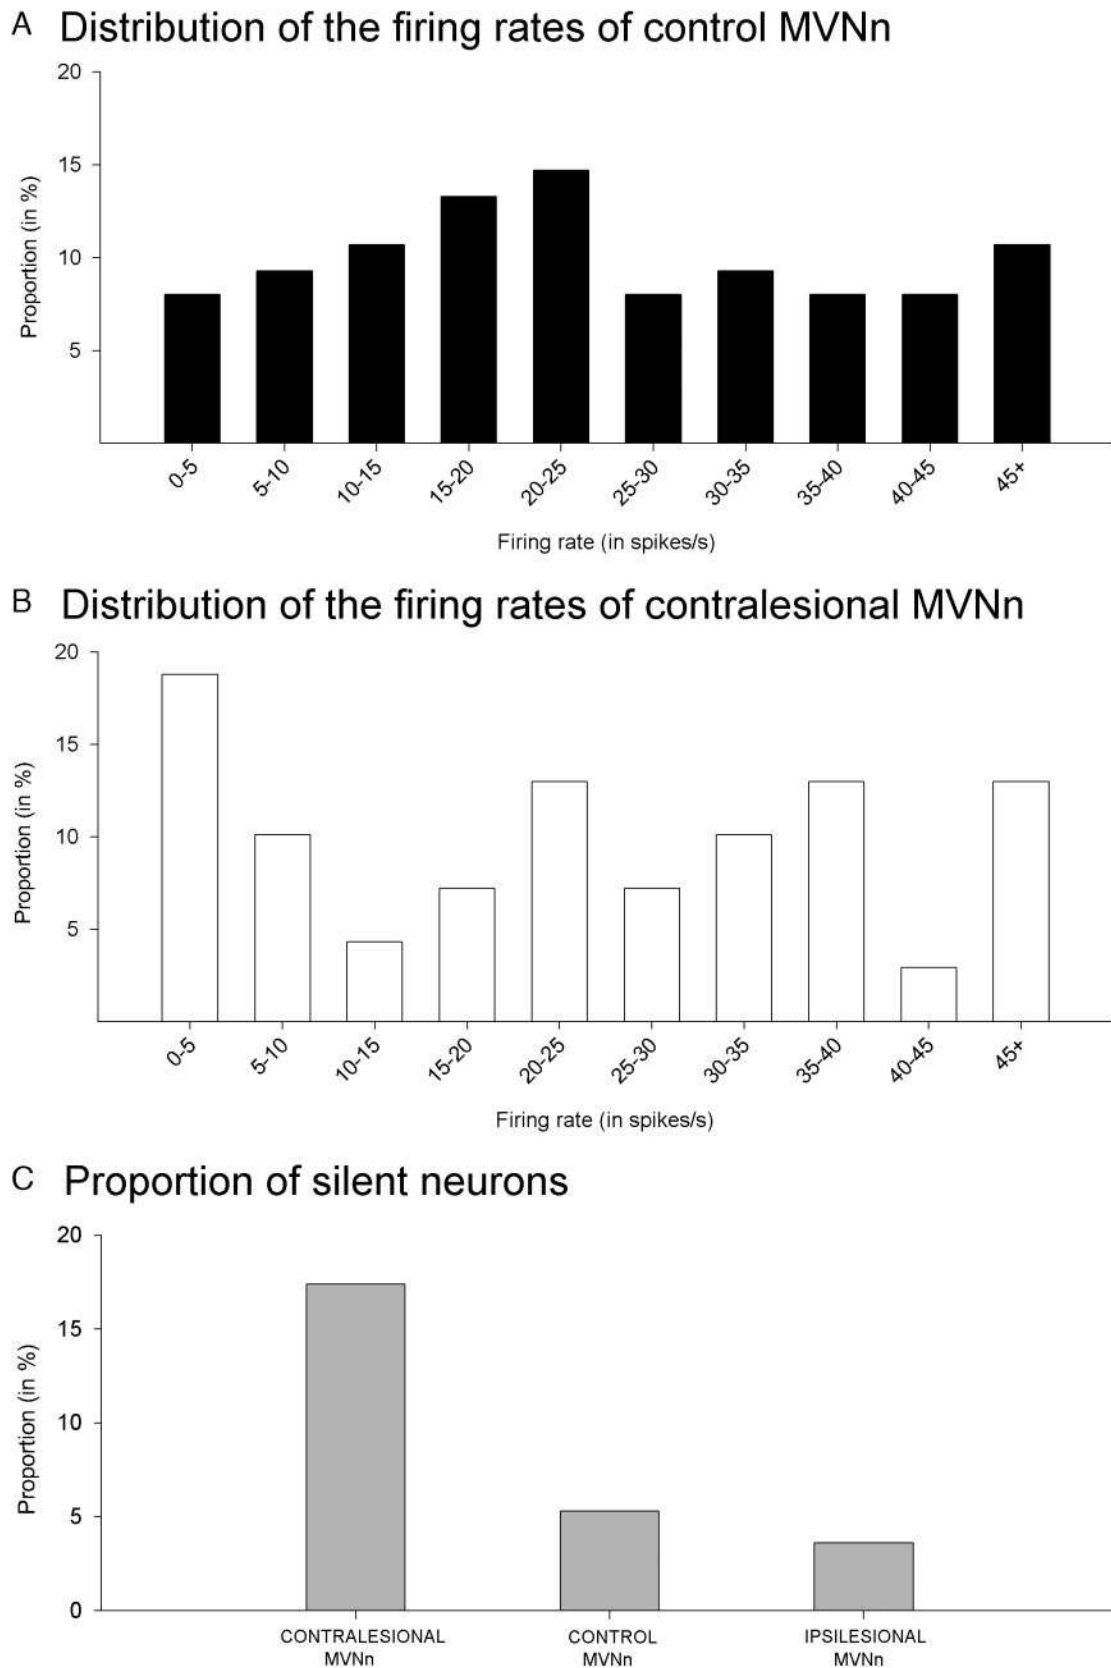 A Distribution of the firing rates of control MVNn
20
15
10
5
Proportion (in %)
0-5 5-10 10-15 15-20 20-25 25-30 30-35 35-40 40-45 45+
Firing rate (in spikes/s)
B Distribution of the firing rates of contralesional MVNn
20
15
10
5
Proportion (in %)
0-5 5-10 10-15 15-20 20-25 25-30 30-35 35-40 40-45 45+
Firing rate (in spikes/s)
C Proportion of silent neurons
20
15
10
5
0
Proportion (in %)
CONTRALESIONAL CONTROL IPSILESIONAL
MVNn MVNn MVNn